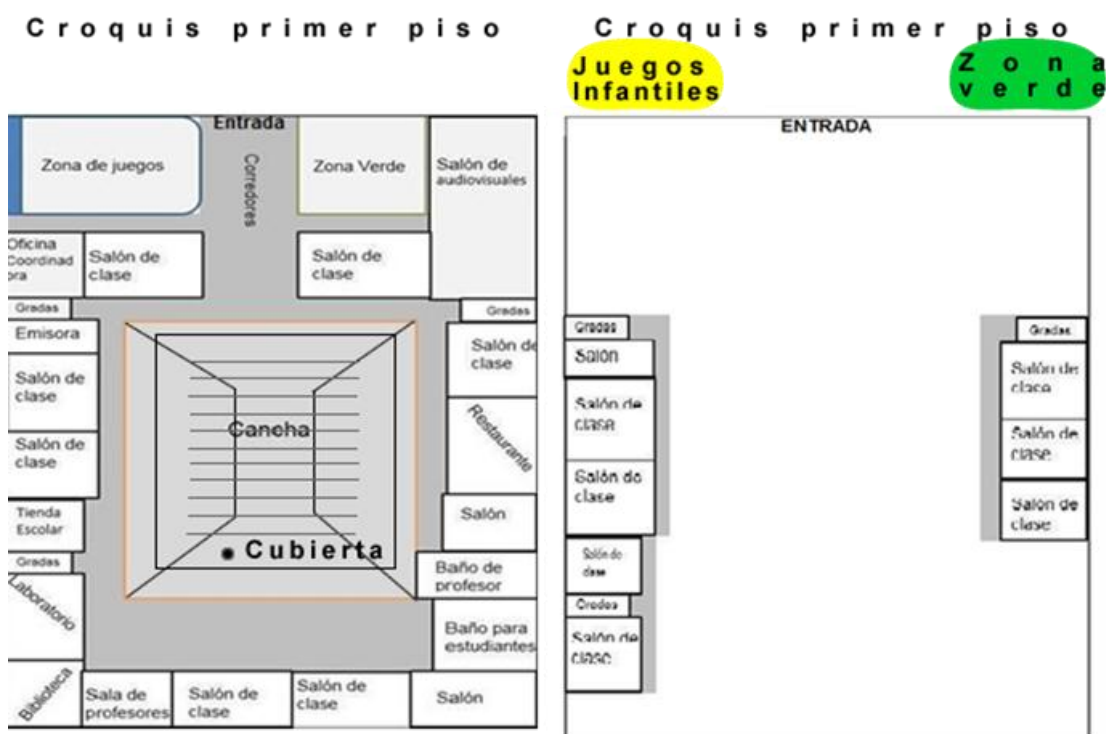 Croquis primer piso
Entrada
Zona de juegos
Corredores
Zona Verde
Salón de
audiovisuales
Oficina
Coordinad
ora
Salón de
clase
Salón de
clase
Gradas
Gradas
Emisora
Salón de
clase
Salón de
clase
Salón de
clase
Restaurante
Cancha
Tienda
Escolar
Salón
Cubierta
Gradas
Baño de
profesor
Laboratorio
Baño para
estudiantes
Biblioteca
Sala de
profesores
Salón de
clase
Salón de
clase
Salón
Croquis primer piso
Juegos
Infantiles
Zona
verde
ENTRADA
Gradas
Salón
Salón de
clase
Salón de
clase
Salón de
clase
Gradas
Salón de
clase
Gradas
Salón de
clase
Salón de
clase
Salón de
clase